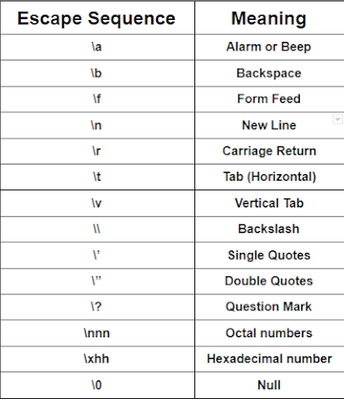 Escape Sequence Meaning
\a Alarm or Beep
\b Backspace
\f Form Feed
\n New Line
\r Carriage Return
\t Tab (Horizontal)
\v Vertical Tab
\\ Backslash
\’ Single Quotes
\” Double Quotes
\? Question Mark
\nnn Octal numbers
\xhh Hexadecimal number
\0 Null